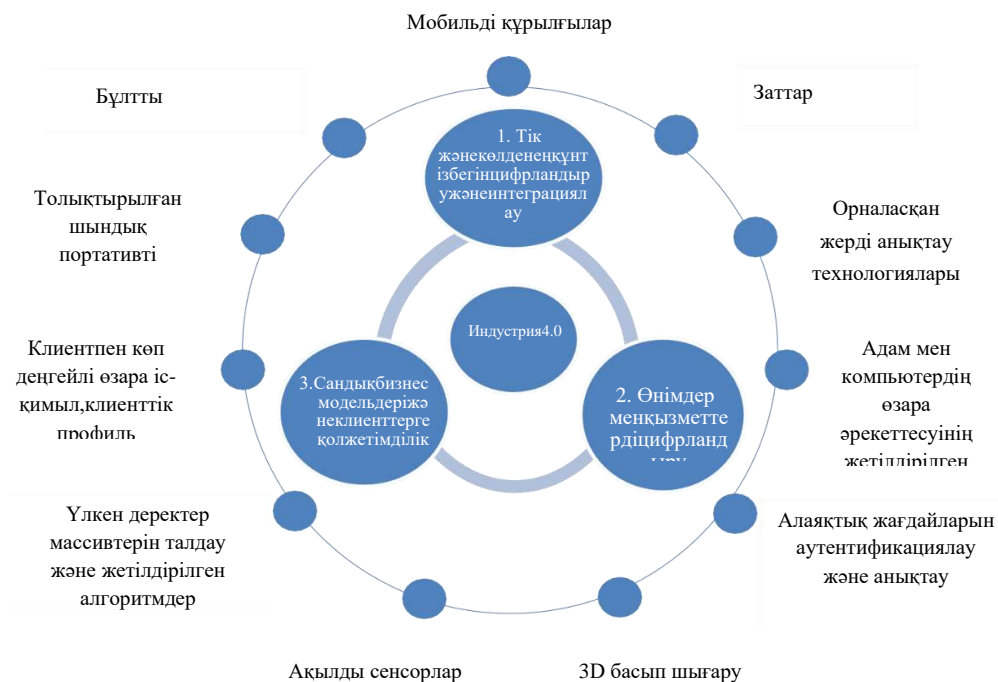 Мобильді құрылғылар
Бұлтты
Заттар
1. Тік
жәнекөлденеңқұнт
ізбегінцифрландыр
ужәнеинтеграциял
ау
Толықтырылған
шындық
портативті
Орналасқан
жерді анықтау
технологиялары
Индустрия4.0
Клиентпен көп
деңгейлі өзара іс-
қимыл,клиенттік
профиль
3.Сандықбизнес
модельдеріжә
неклиенттерге
қолжетімділік
2. Өнімдер
менқызметте
рдіцифрланд
ыру
Адам мен
компьютердің
өзара
әрекеттесуінің
жетілдірілген
Үлкен деректер
массивтерін талдау
және жетілдірілген
алгоритмдер
Алаяқтық жағдайларын
аутентификациялау
және анықтау
Ақылды сенсорлар
3D басып шығару